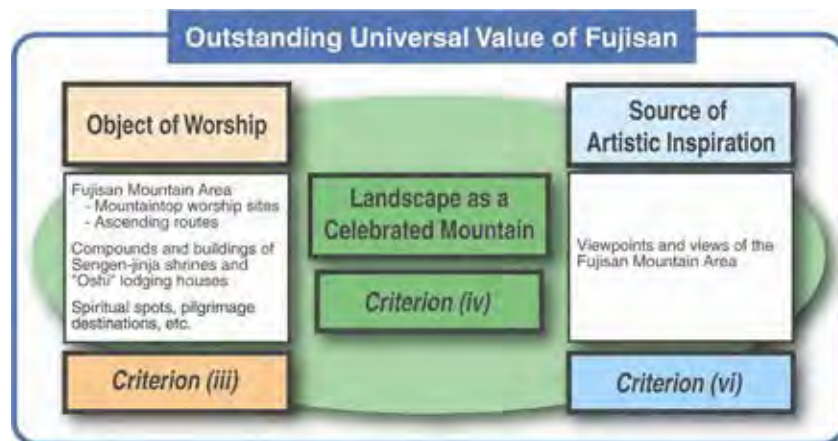 Outstanding Universal Value of Fujisan
Object of Worship
Fujisan Mountain Area
- Mountaintop worship sites
- Ascending routes
Compounds and buildings of
Sengen-jinja shrines and
"Oshi" lodging houses
Spiritual spots, pilgrimage
destinations, etc.
Criterion (iii)
Landscape as a
Celebrated Mountain
Criterion (iv)
Source of
Artistic Inspiration
Viewpoints and views of the
Fujisan Mountain Area
Criterion (vi)